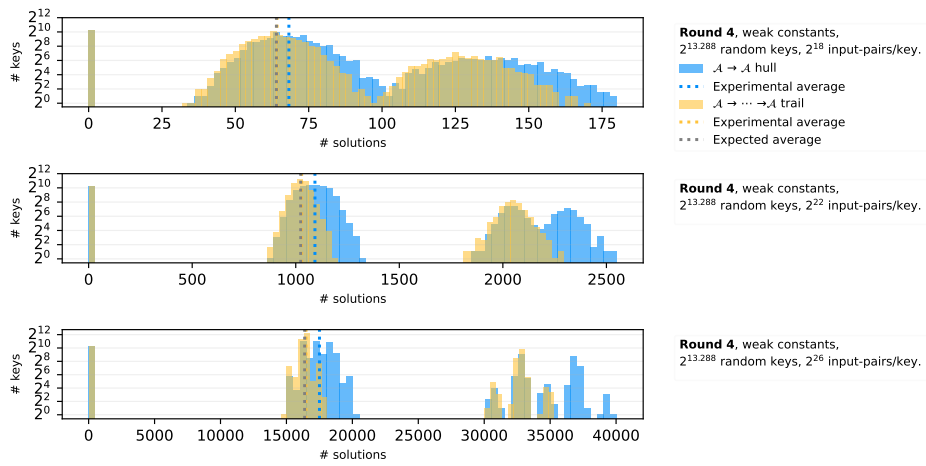 2^12
2^10
2^8
2^6
2^4
2^2
2^0
# keys
0 25 50 75 100 125 150 175
# solutions
Round 4, weak constants,
2^13.288 random keys, 2^18 input-pairs/key.
𝒜 → 𝒜 hull
Experimental average
𝒜 → ⋯ →𝒜 trail
Experimental average
Expected average
2^12
2^10
2^8
2^6
2^4
2^2
2^0
# keys
0 500 1000 1500 2000 2500
# solutions
Round 4, weak constants,
2^13.288 random keys, 2^22 input-pairs/key.
2^12
2^10
2^8
2^6
2^4
2^2
2^0
# keys
0 5000 10000 15000 20000 25000 30000 35000 40000
# solutions
Round 4, weak constants,
2^13.288 random keys, 2^26 input-pairs/key.